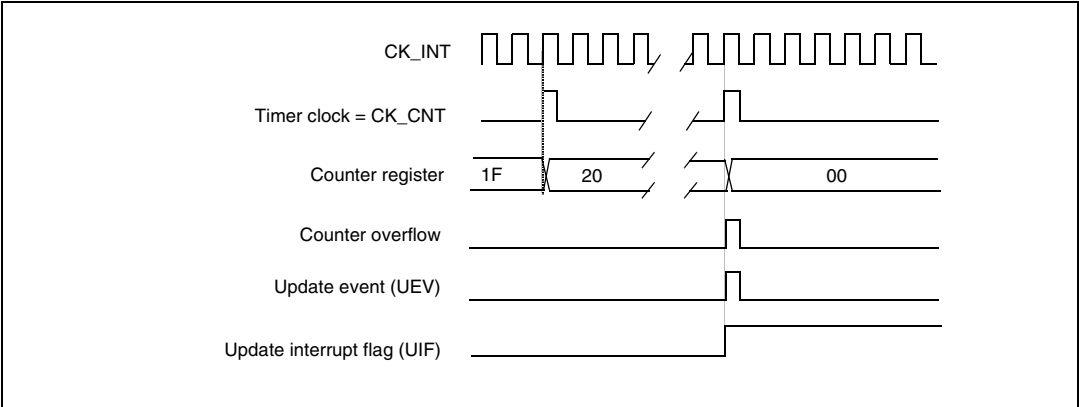 CK_INT
Timer clock = CK_CNT
Counter register 1F 20 00
Counter overflow
Update event (UEV)
Update interrupt flag (UIF)